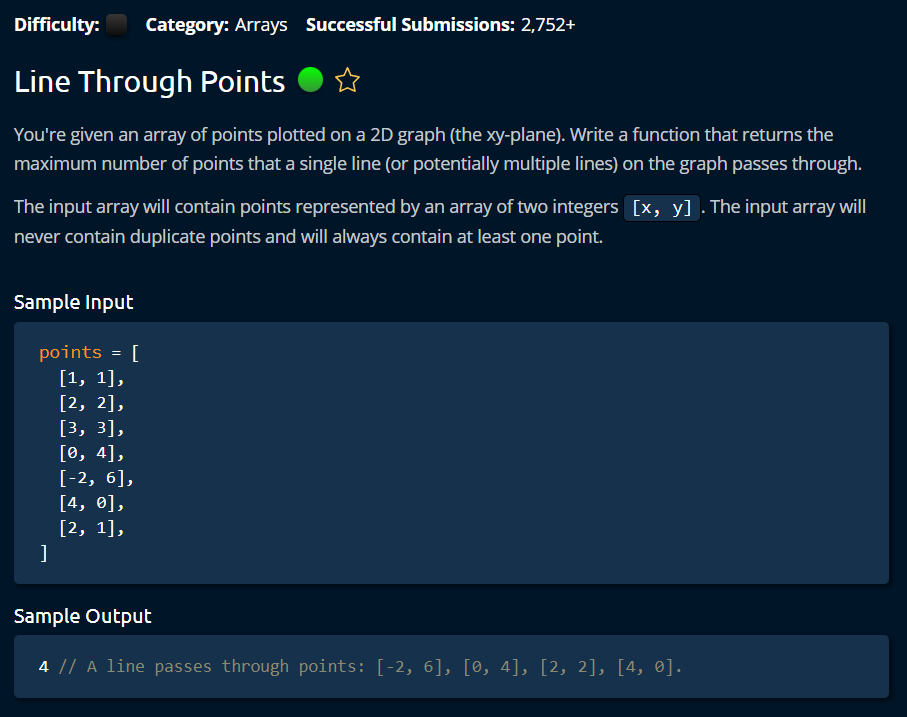 Difficulty: Category: Arrays Successful Submissions: 2,752+
Line Through Points
You're given an array of points plotted on a 2D graph (the xy-plane). Write a function that returns the
maximum number of points that a single line (or potentially multiple lines) on the graph passes through.
The input array will contain points represented by an array of two integers [x, y]. The input array will
never contain duplicate points and will always contain at least one point.
Sample Input
points = [
[1, 1],
[2, 2],
[3, 3],
[0, 4],
[-2, 6],
[4, 0],
[2, 1],
]
Sample Output
4 // A line passes through points: [-2, 6], [0, 4], [2, 2], [4, 0].